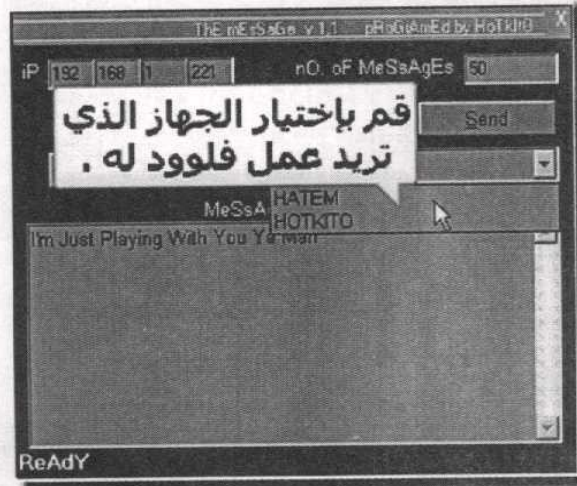 ThE mEsSaGe v 1.1 pRoGrAmEd by HoTkItO X
iP 192 168 1 221 nO. oF MeSsAgEs 50
قم بإختيار الجهاز الذي
تريد عمل فلوود له .
Send
HATEM
MeSsA
HOTKITO
I'm Just Playing With You Ya Man
ReAdY